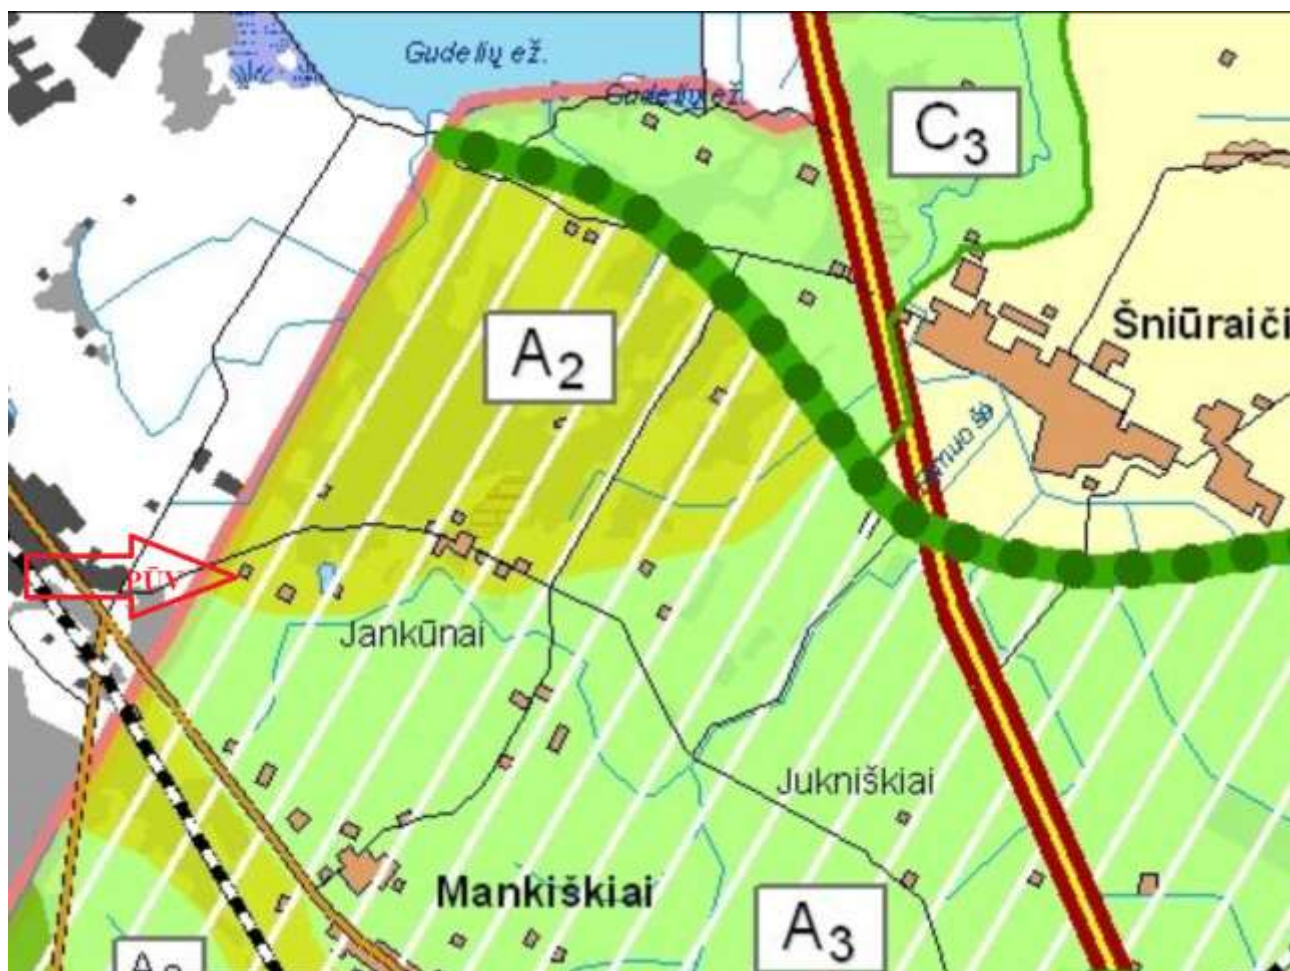 Gudelių ež.
Gudelių ež.
C3
A2
Šniūraiči
PŪV
Jankūnai
Jukniškiai
Mankiškiai
A3